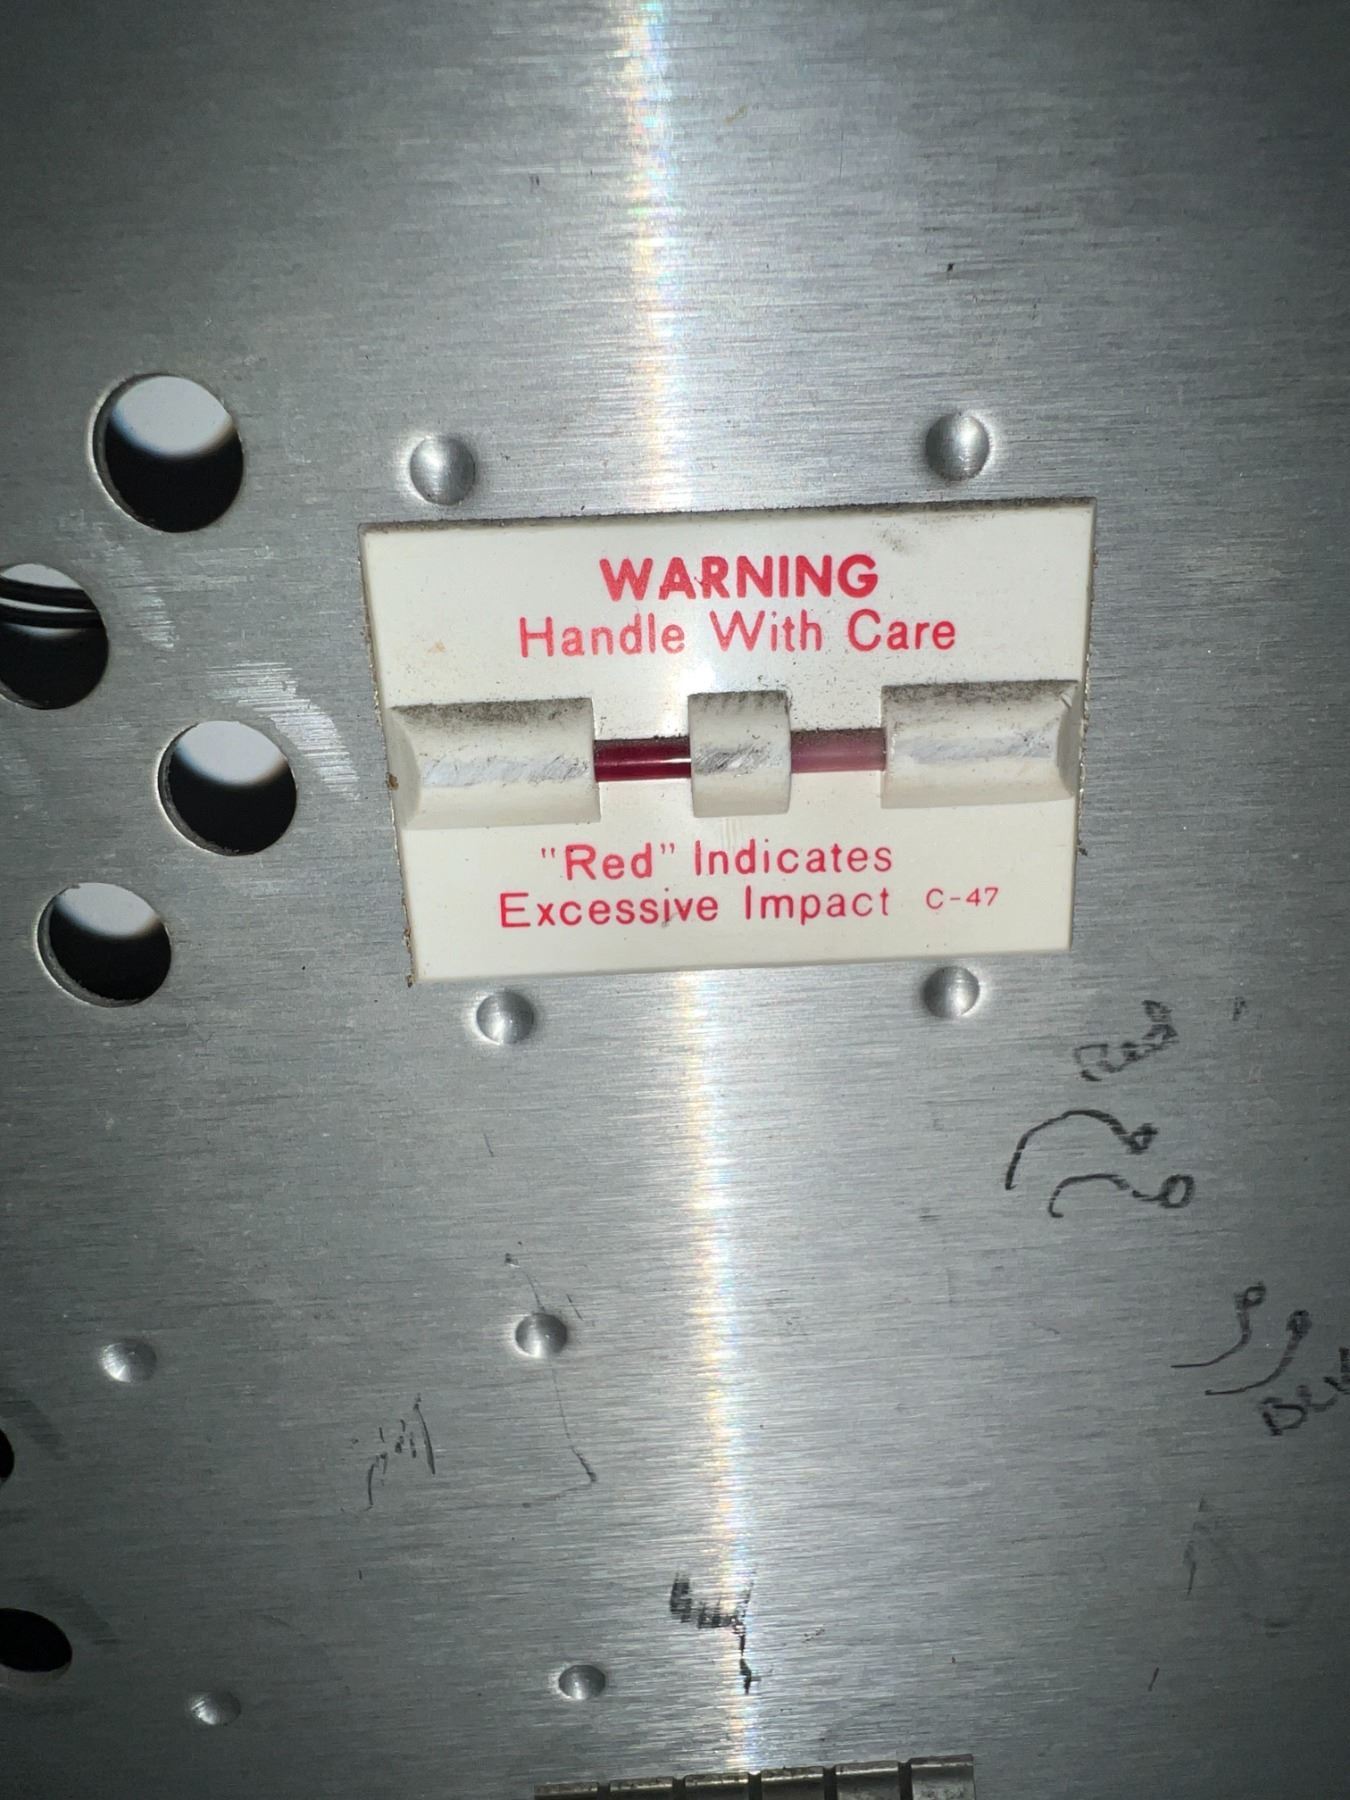 WARNING
Handle With Care
"Red" Indicates
Excessive Impact C-47